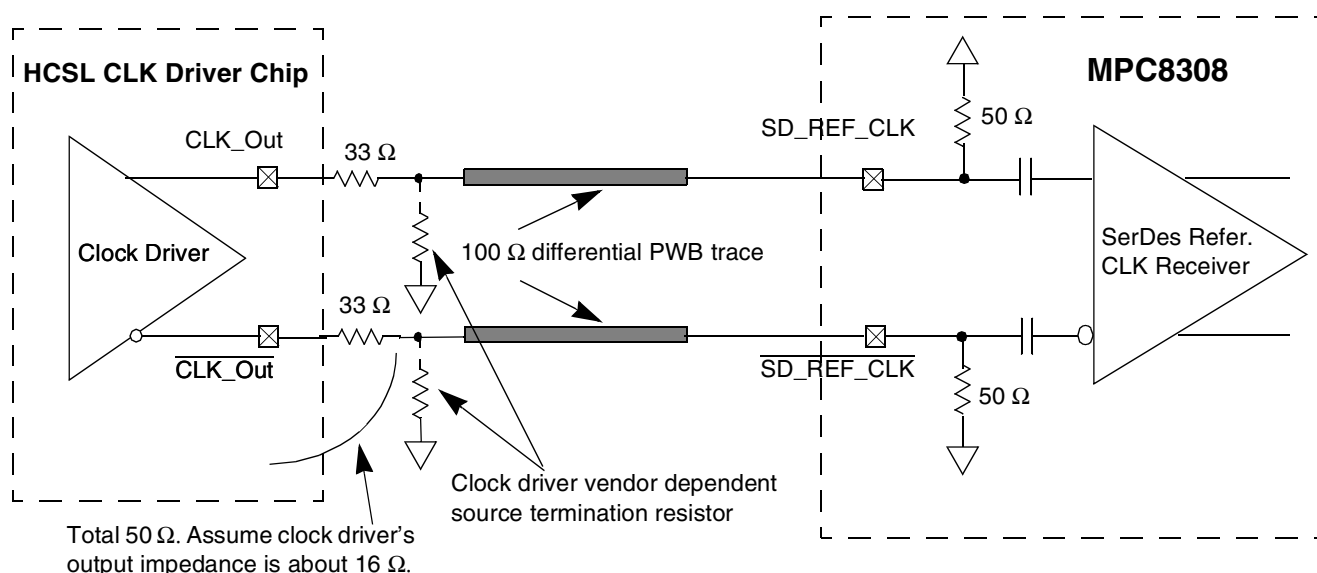 HCSL CLK Driver Chip
MPC8308
CLK_Out
33 Ω
SD_REF_CLK
50 Ω
Clock Driver
100 Ω differential PWB trace
SerDes Refer.
CLK Receiver
33 Ω
CLK_Out
SD_REF_CLK
50 Ω
Clock driver vendor dependent
source termination resistor
Total 50 Ω. Assume clock driver's
output impedance is about 16 Ω.